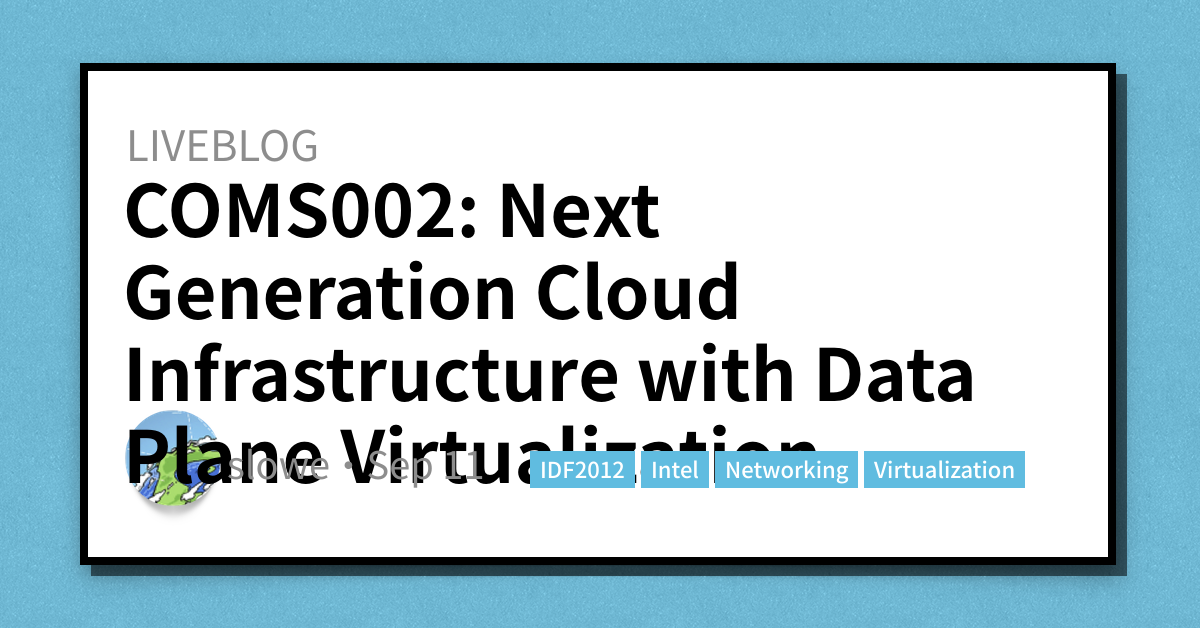 LIVEBLOG
COMS002: Next
Generation Cloud
Infrastructure with Data
Plane Virtualization
slowe · Sep 11
IDF2012 Intel Networking Virtualization